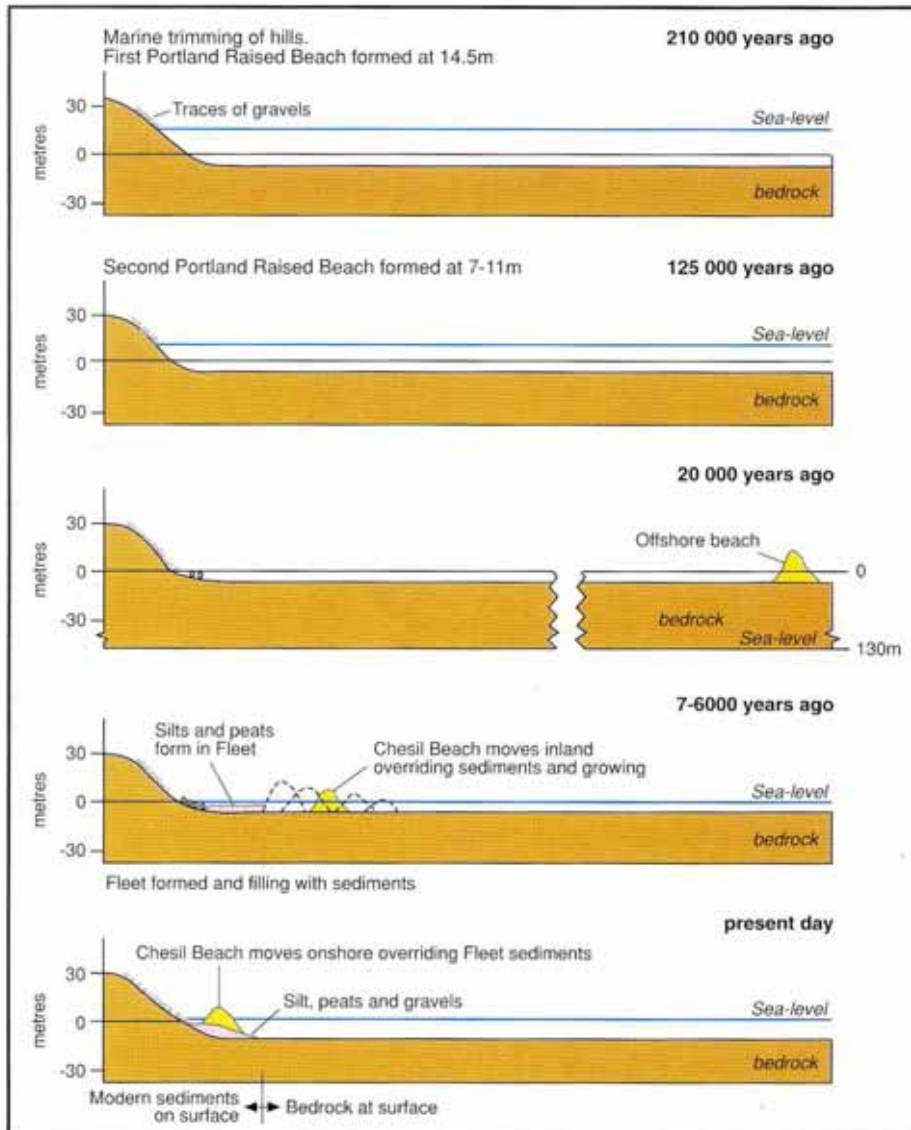 Marine trimming of hills.
First Portland Raised Beach formed at 14.5m
210 000 years ago
Traces of gravels
Sea-level
30
0
-30
metres
bedrock
Second Portland Raised Beach formed at 7-11m
125 000 years ago
Sea-level
30
0
-30
metres
bedrock
20 000 years ago
Offshore beach
30
0
-30
metres
0
bedrock
Sea-level
130m
7-6000 years ago
Silts and peats
form in Fleet
Chesil Beach moves inland
overriding sediments and growing
Sea-level
30
0
-30
metres
bedrock
Fleet formed and filling with sediments
present day
Chesil Beach moves onshore overriding Fleet sediments
Silt, peats and gravels
Sea-level
30
0
-30
metres
bedrock
Modern sediments
on surface
Bedrock at surface